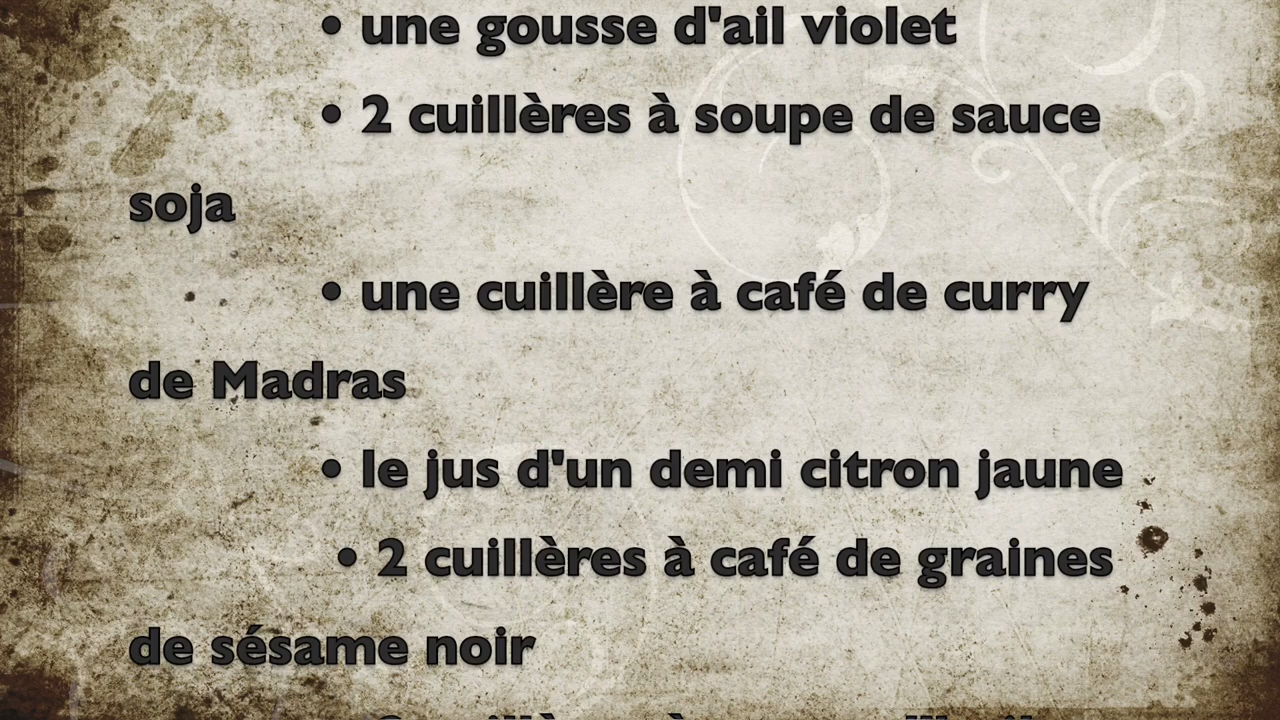 • une gousse d'ail violet
• 2 cuillères à soupe de sauce
soja
• une cuillère à café de curry
de Madras
• le jus d'un demi citron jaune
• 2 cuillères à café de graines
de sésame noir